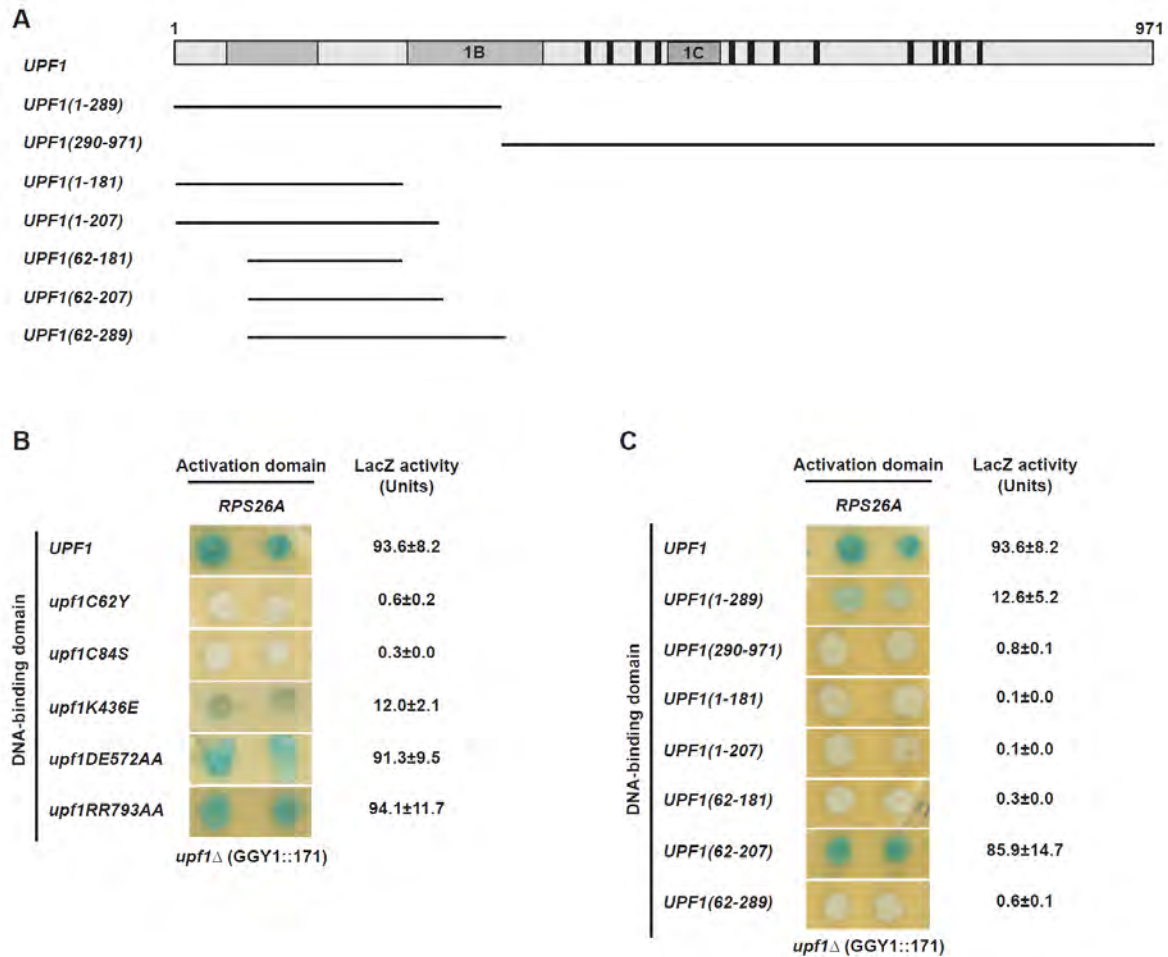 A
1 971
UPF1 1B 1C
UPF1(1-289)
UPF1(290-971)
UPF1(1-181)
UPF1(1-207)
UPF1(62-181)
UPF1(62-207)
UPF1(62-289)
B
Activation domain LacZ activity
(Units)
RPS26A
DNA-binding domain
UPF1 93.6±8.2
upf1C62Y 0.6±0.2
upf1C84S 0.3±0.0
upf1K436E 12.0±2.1
upf1DE572AA 91.3±9.5
upf1RR793AA 94.1±11.7
upf1Δ (GGY1::171)
C
Activation domain LacZ activity
(Units)
RPS26A
DNA-binding domain
UPF1 93.6±8.2
UPF1(1-289) 12.6±5.2
UPF1(290-971) 0.8±0.1
UPF1(1-181) 0.1±0.0
UPF1(1-207) 0.1±0.0
UPF1(62-181) 0.3±0.0
UPF1(62-207) 85.9±14.7
UPF1(62-289) 0.6±0.1
upf1Δ (GGY1::171)